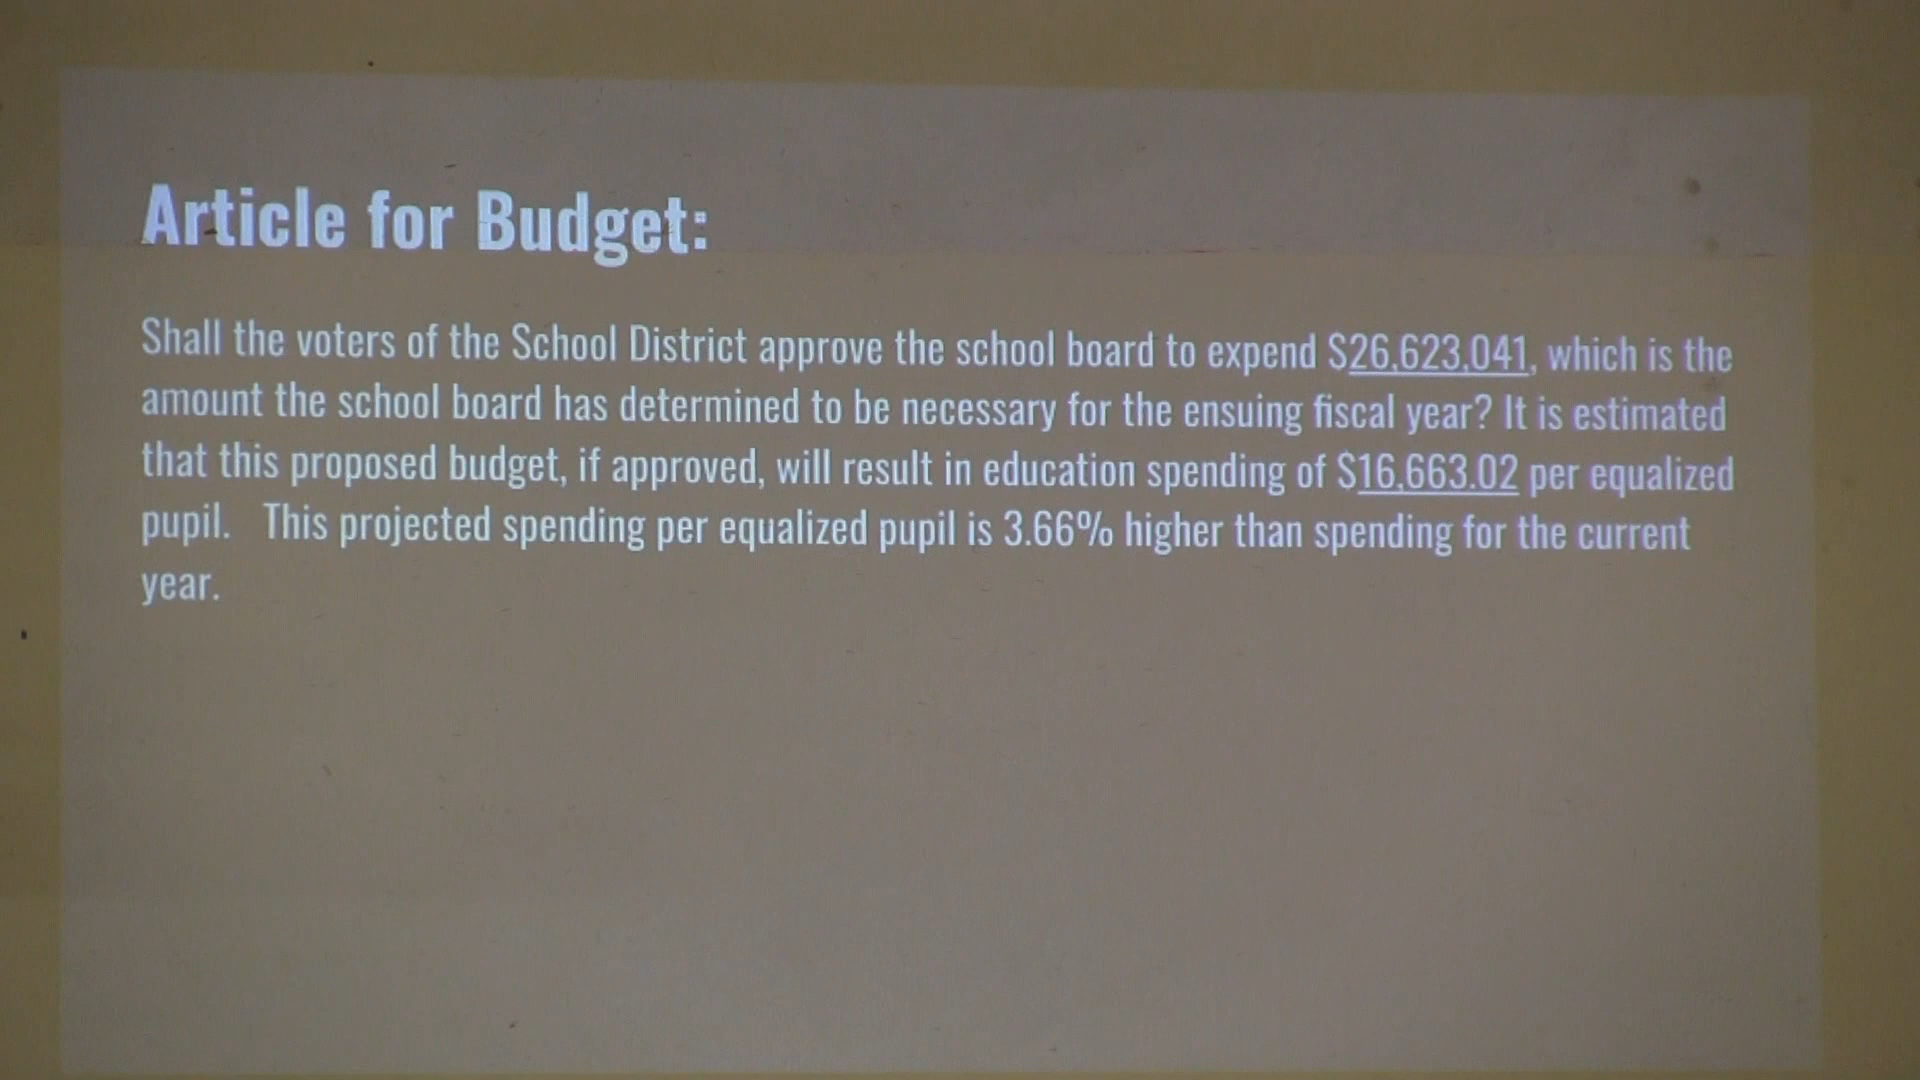 Article for Budget:
Shall the voters of the School District approve the school board to expend $26,623,041, which is the
amount the school board has determined to be necessary for the ensuing fiscal year? It is estimated
that this proposed budget, if approved, will result in education spending of $16,663.02 per equalized
pupil. This projected spending per equalized pupil is 3.66% higher than spending for the current
year.